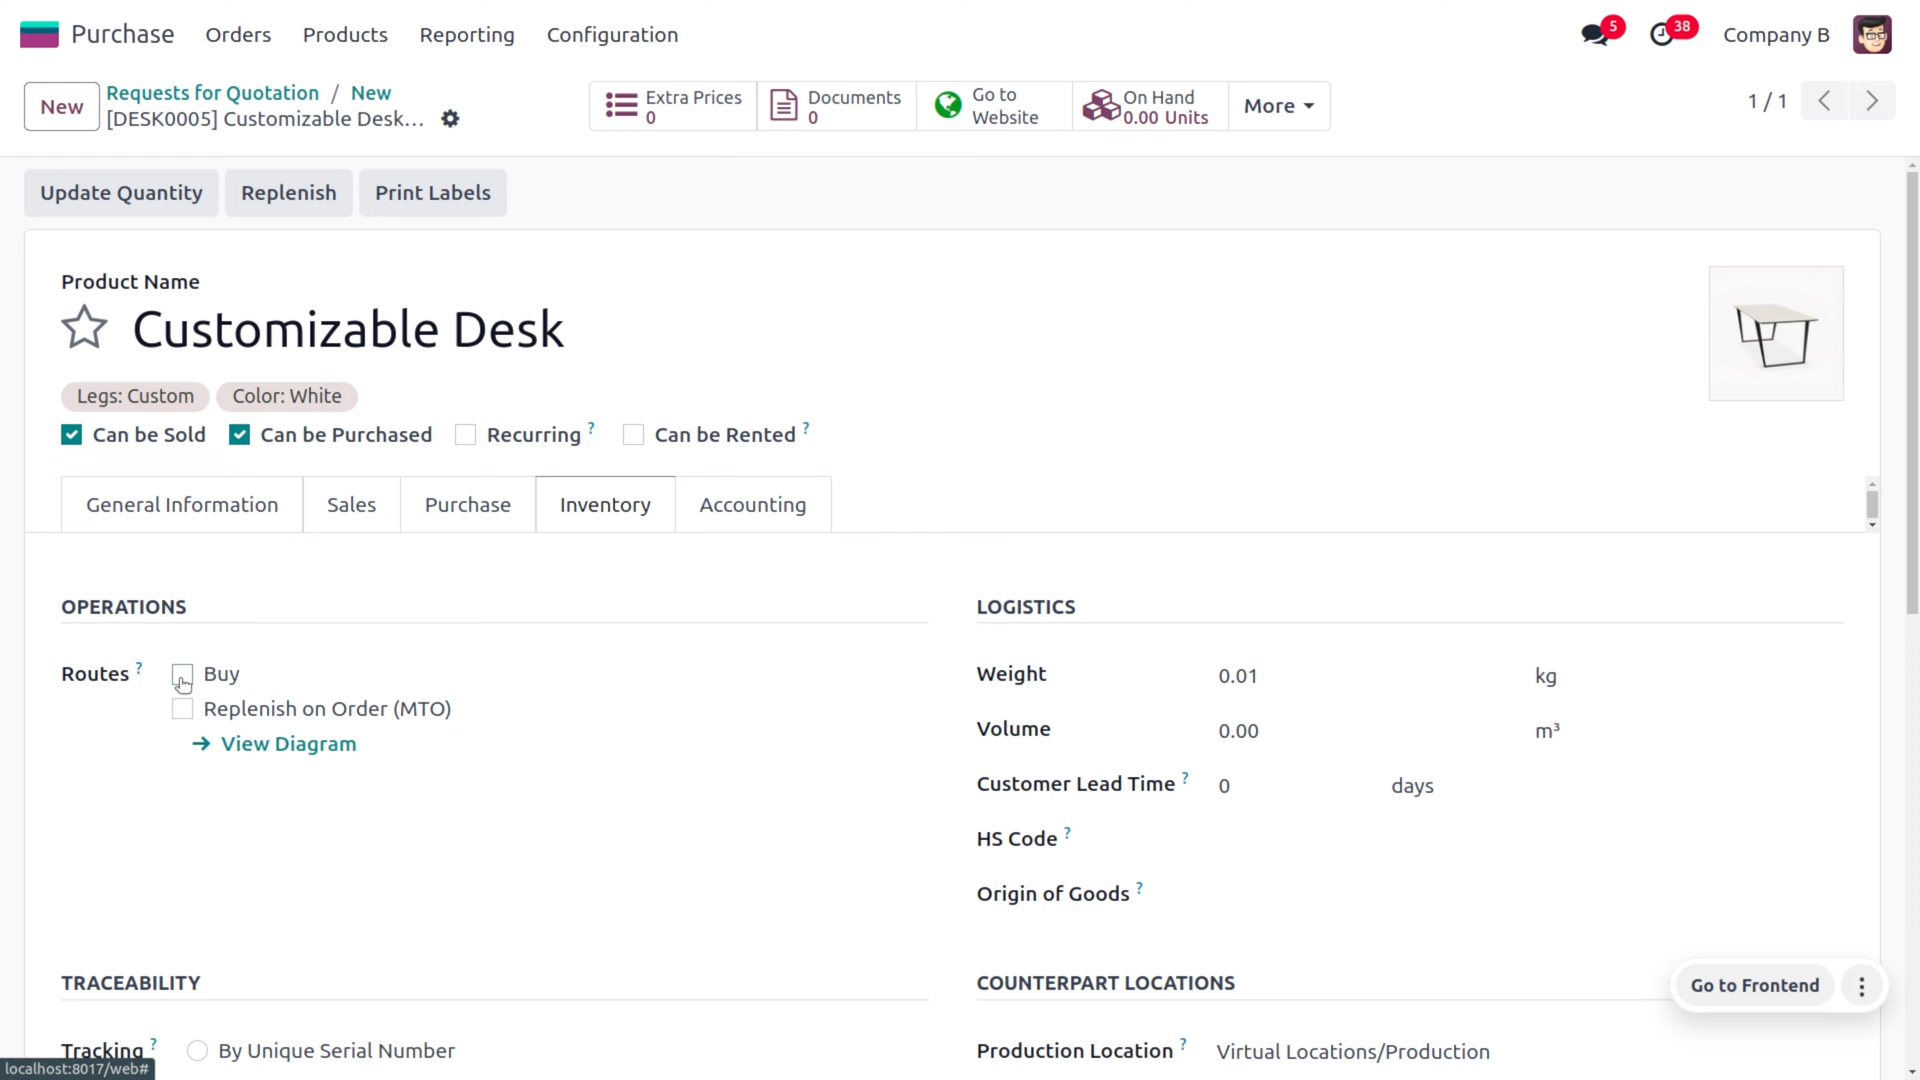 Purchase Orders Products Reporting Configuration 5 38 Company B
New Requests for Quotation / New
[DESK0005] Customizable Desk...
Extra Prices 0
Documents 0
Go to Website
On Hand 0.00 Units
More
1 / 1
Update Quantity Replenish Print Labels
Product Name
Customizable Desk
Legs: Custom Color: White
Can be Sold Can be Purchased Recurring ? Can be Rented ?
General Information Sales Purchase Inventory Accounting
OPERATIONS
Routes ? Buy
Replenish on Order (MTO)
→ View Diagram
LOGISTICS
Weight 0.01 kg
Volume 0.00 m³
Customer Lead Time ? 0 days
HS Code ?
Origin of Goods ?
TRACEABILITY
Tracking ? By Unique Serial Number
COUNTERPART LOCATIONS
Production Location ? Virtual Locations/Production
Go to Frontend
localhost:8017/web#